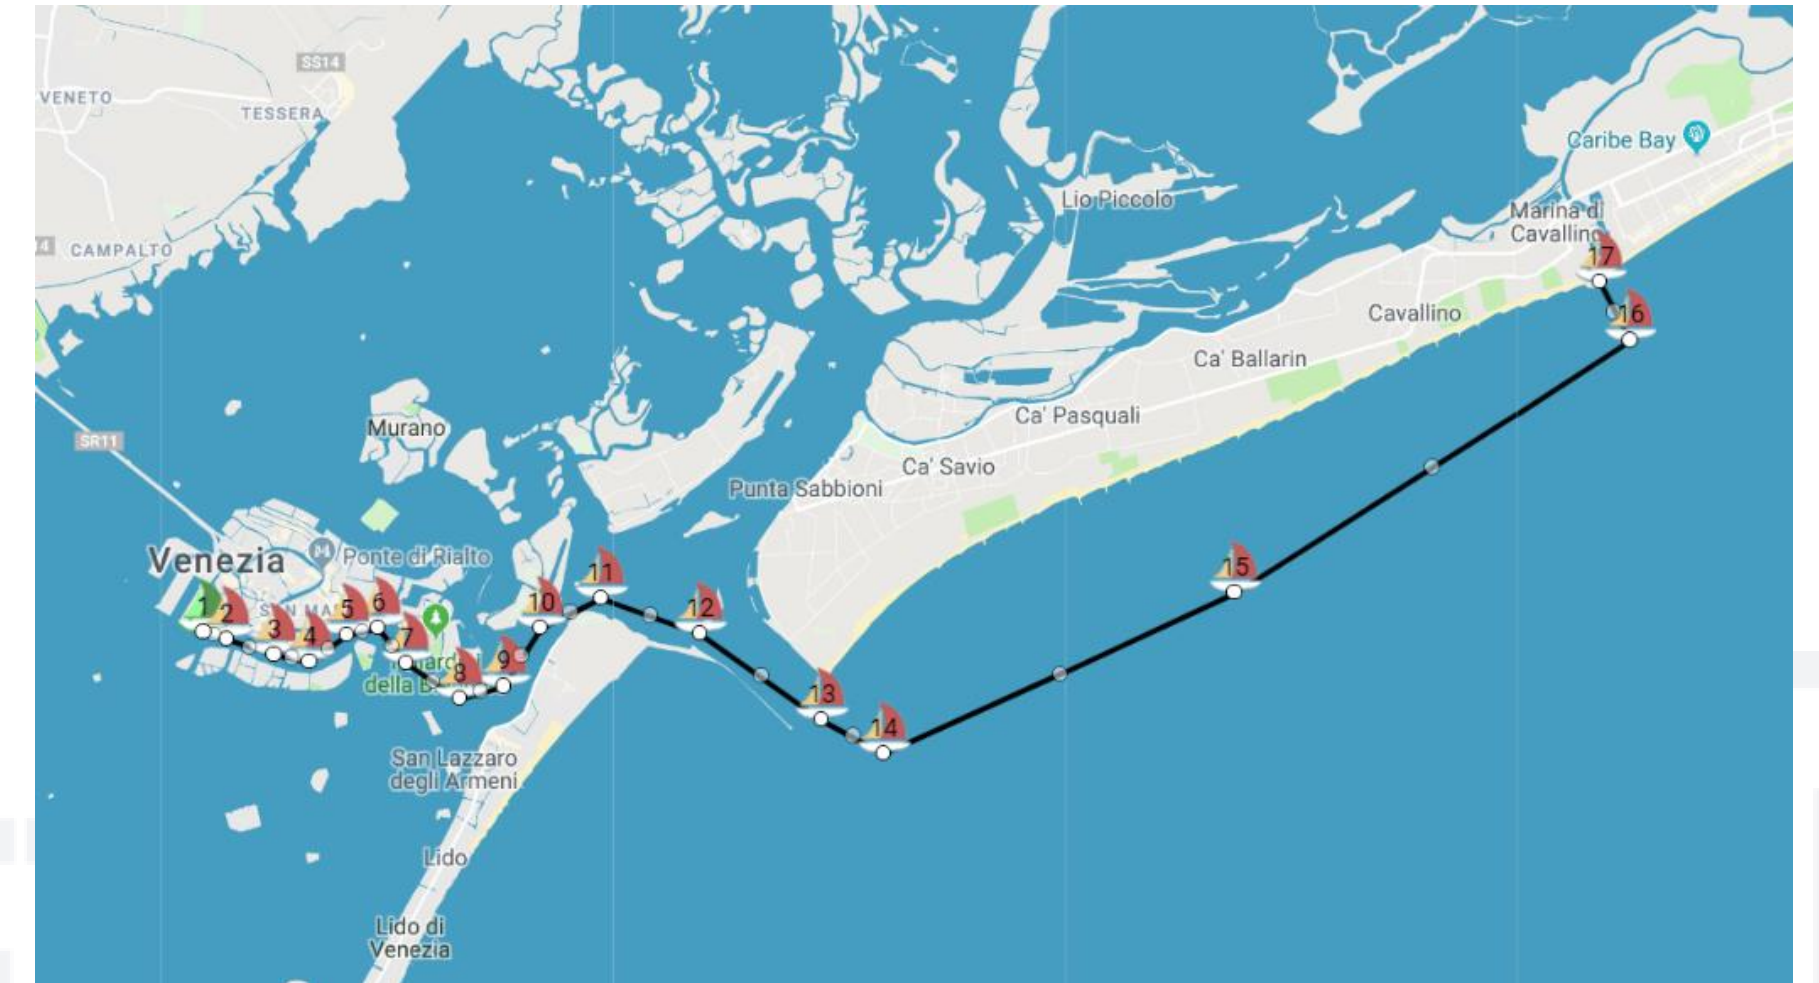 SS14
VENETO
TESSERA
Caribe Bay
Lio Piccolo
Marina di
Cavallino
CAMPALTO
17
Cavallino
16
Ca' Ballarin
Ca' Pasquali
Murano
SR11
Ca' Savio
Punta Sabbioni
Venezia
Ponte di Rialto
15
11
1
2
3
4
5
6
7
8
9
10
12
13
14
della
San Lazzaro
degli Armeni
Lido
Lido di
Venezia